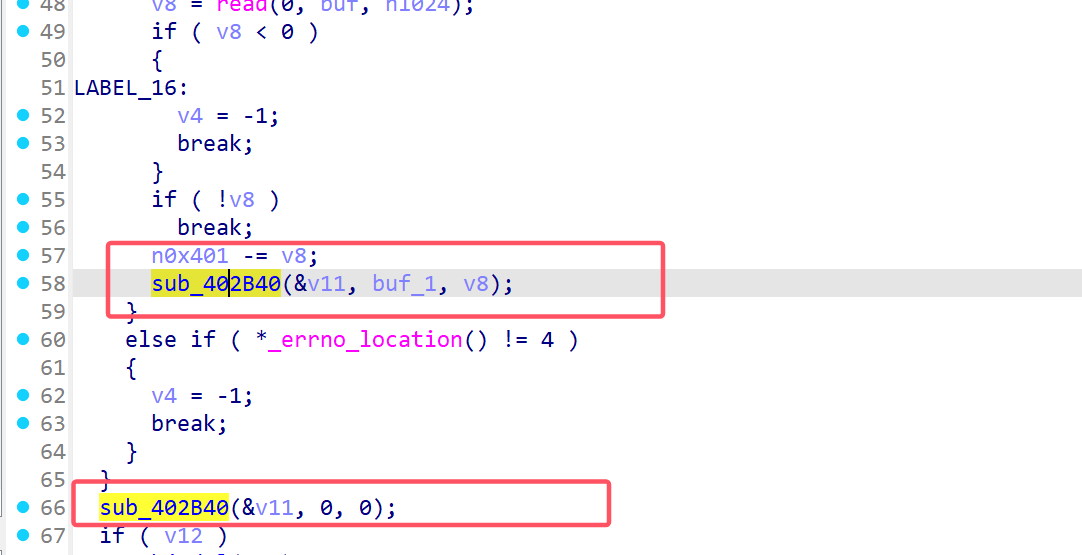 48 v8 = read(0, buf, n1024);
49 if ( v8 < 0 )
50 {
51 LABEL_16:
52 v4 = -1;
53 break;
54 }
55 if ( !v8 )
56 break;
57 n0x401 -= v8;
58 sub_402B40(&v11, buf_1, v8);
59 }
60 else if ( *_errno_location() != 4 )
61 {
62 v4 = -1;
63 break;
64 }
65 }
66 sub_402B40(&v11, 0, 0);
67 if ( v12 )